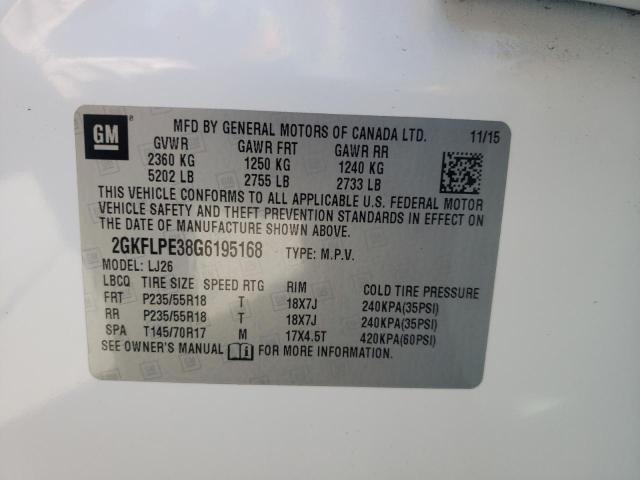 GM ®
MFD BY GENERAL MOTORS OF CANADA LTD. 11/15
GVWR GAWR FRT GAWR RR
2360 KG 1250 KG 1240 KG
5202 LB 2755 LB 2733 LB
THIS VEHICLE CONFORMS TO ALL APPLICABLE U.S. FEDERAL MOTOR
VEHICLE SAFETY AND THEFT PREVENTION STANDARDS IN EFFECT
ON THE DATE OF MANUFACTURE SHOWN ABOVE.
2GKFLPE38G6195168 TYPE: M.P.V.
MODEL: LJ26
LBCQ TIRE SIZE SPEED RTG RIM COLD TIRE PRESSURE
FRT P235/55R18 T 18X7J 240KPA(35PSI)
RR P235/55R18 T 18X7J 240KPA(35PSI)
SPA T145/70R17 M 17X4.5T 420KPA(60PSI)
SEE OWNER'S MANUAL FOR MORE INFORMATION.